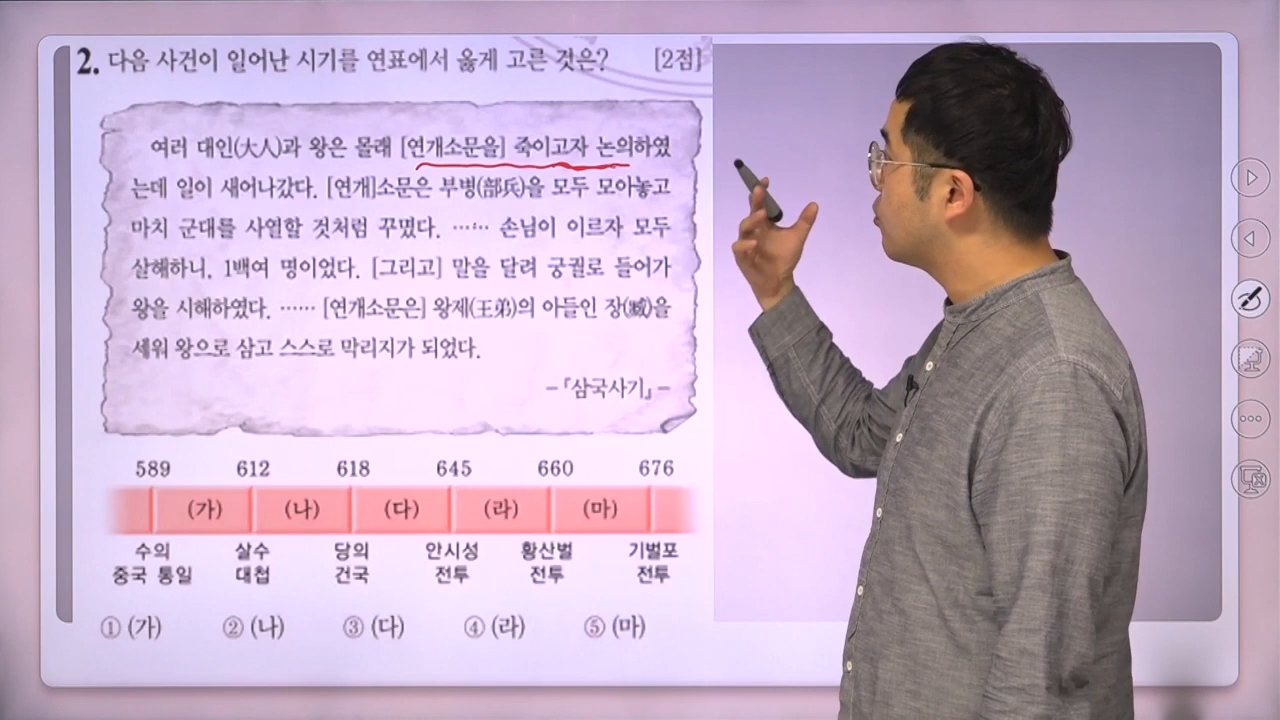 2. 다음 사건이 일어난 시기를 연표에서 옳게 고른 것은? [2점]
여러 대인(大人)과 왕은 몰래 [연개소문을] 죽이고자 논의하였
는데 일이 새어나갔다. [연개]소문은 부병(部兵)을 모두 모아놓고
마치 군대를 사열할 것처럼 꾸몄다. …… 손님이 이르자 모두
살해하니, 1백여 명이었다. [그리고] 말을 달려 궁궐로 들어가
왕을 시해하였다. …… [연개소문은] 왕제(王弟)의 아들인 장(臧)을
세워 왕으로 삼고 스스로 막리지가 되었다.
-『삼국사기』-
589 612 618 645 660 676
(가) (나) (다) (라) (마)
수의 살수 당의 안시성 황산벌 기벌포
중국 통일 대첩 건국 전투 전투 전투
① (가) ② (나) ③ (다) ④ (라) ⑤ (마)